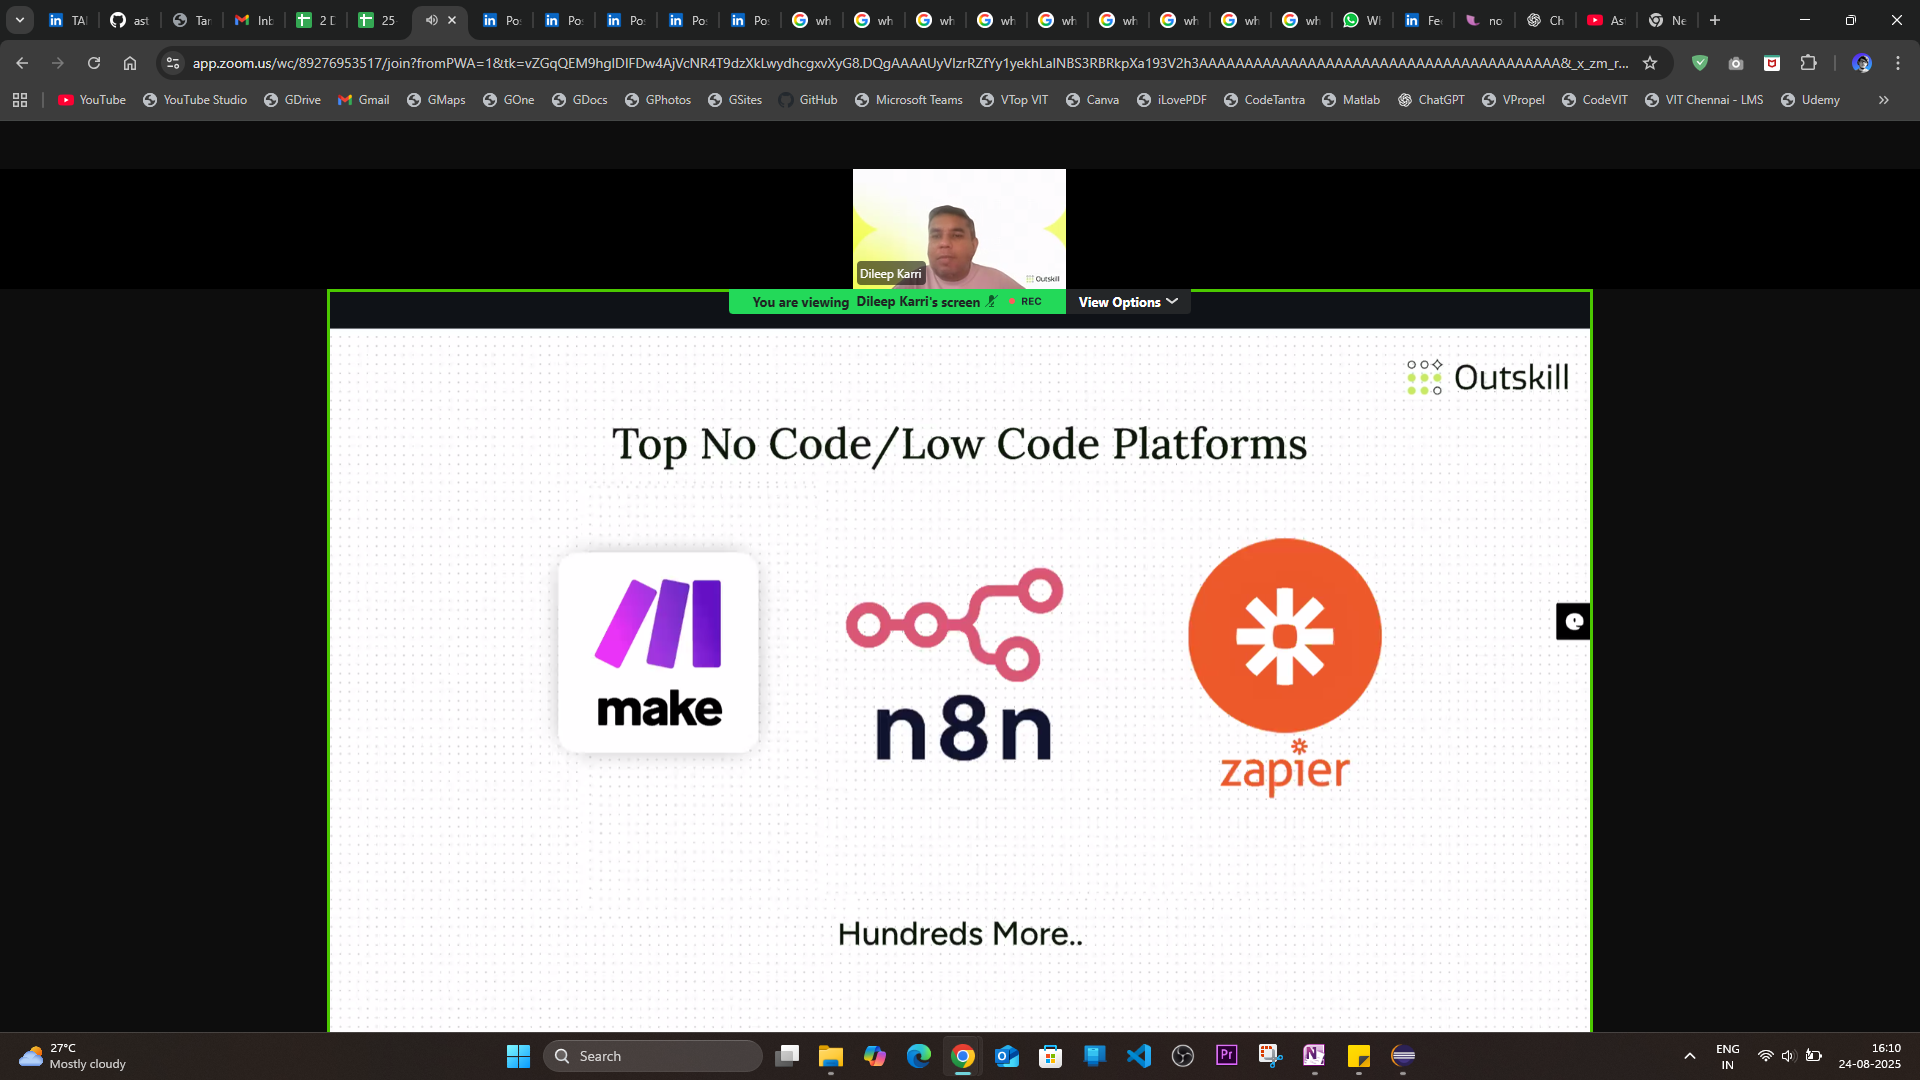 TA
ast
Tar
Inb
2 D
25-
Po
Po
Po
Po
Po
wh
wh
wh
wh
wh
wh
wh
wh
wh
Wl
Fe
no
Ch
As
Ne
app.zoom.us/wc/89276953517/join?fromPWA=1&tk=
YouTube
YouTube Studio
GDrive
Gmail
GMaps
GOne
GDocs
GPhotos
GSites
GitHub
Microsoft Teams
VTop VIT
Canva
iLovePDF
CodeTantra
Matlab
ChatGPT
VPropel
CodeVIT
VIT Chennai - LMS
Udemy
Dileep Karri
Outskill
You are viewing Dileep Karri's screen
REC
View Options
Outskill
Top No Code/Low Code Platforms
make
n8n
zapier
Hundreds More..
27°C
Mostly cloudy
Search
Pr
N
ENG
IN
16:10
24-08-2025